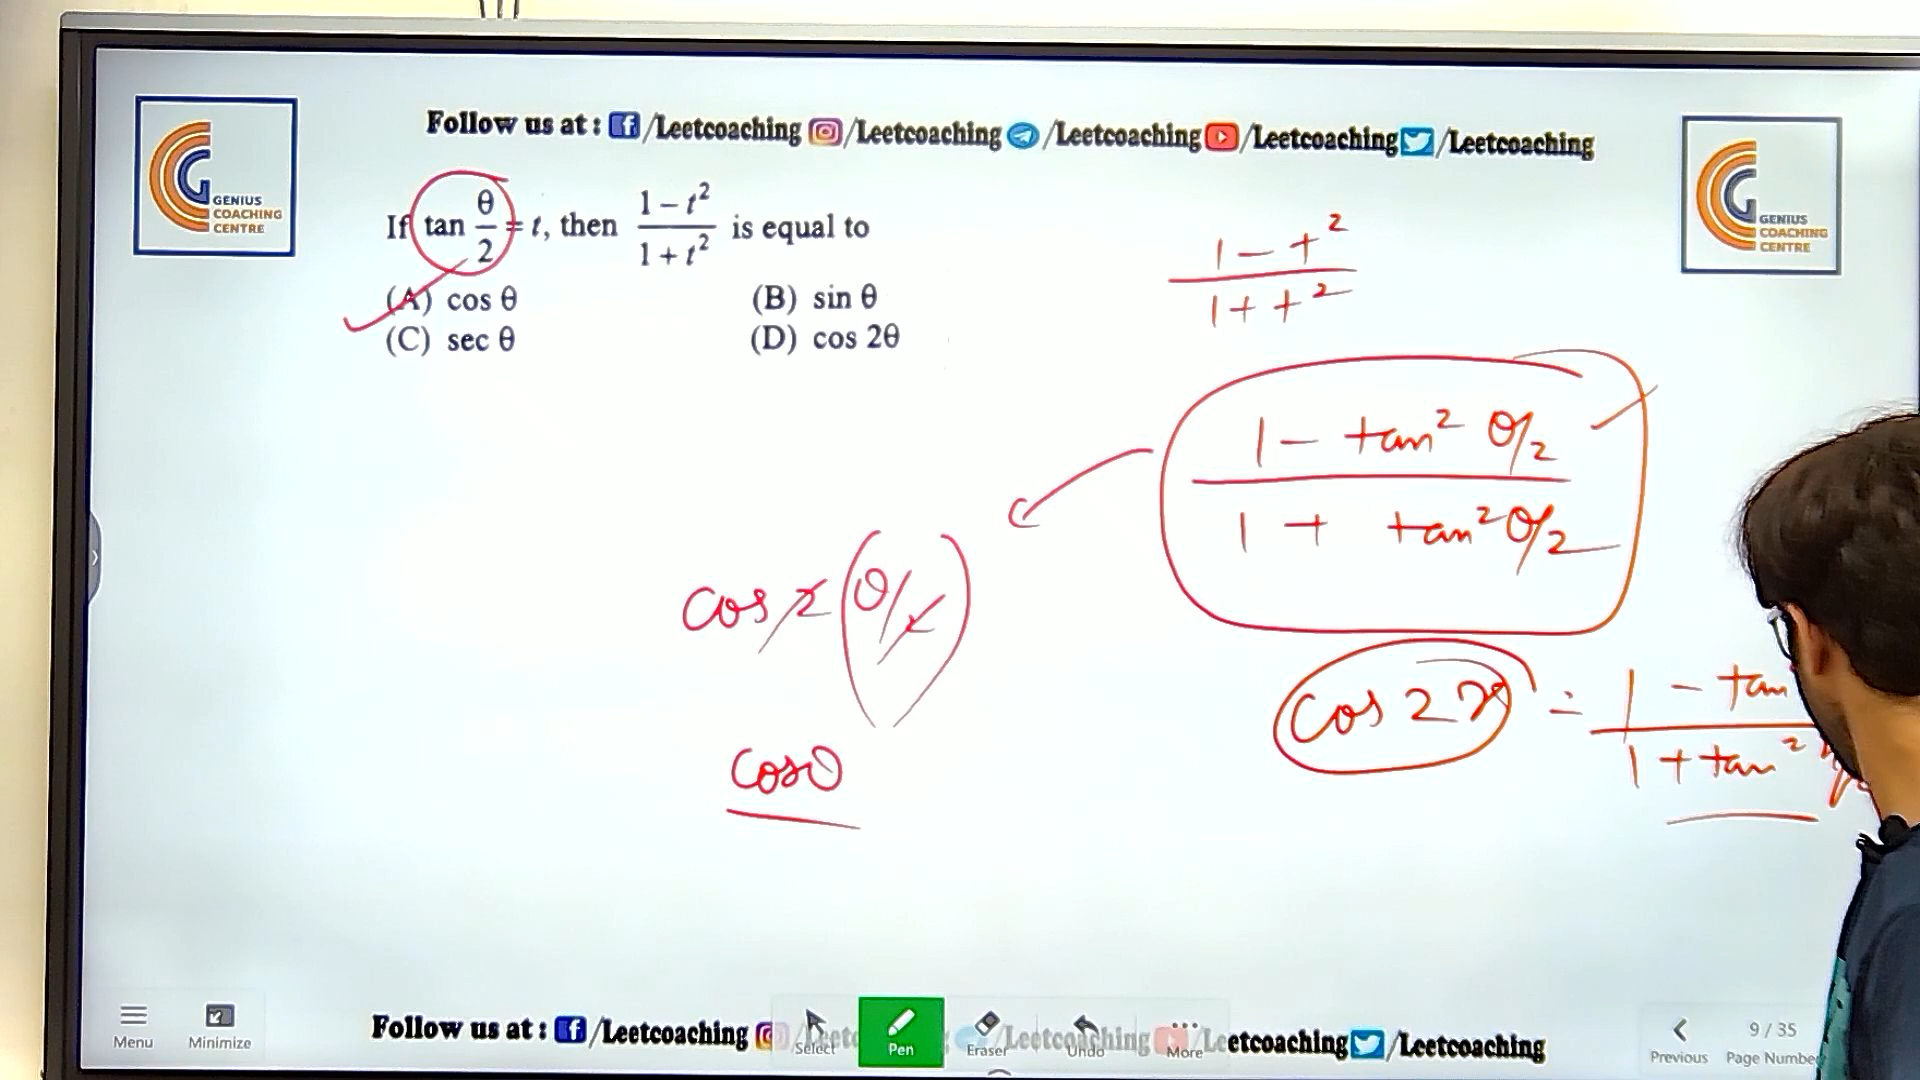 Follow us at : /Leetcoaching /Leetcoaching /Leetcoaching /Leetcoaching /Leetcoaching
GENIUS
COACHING
CENTRE
GENIUS
COACHING
CENTRE
If tan θ/2 = t, then (1 − t²)/(1 + t²) is equal to
(A) cos θ (B) sin θ
(C) sec θ (D) cos 2θ
1 − t²
1 + t²
1 − tan² θ/2
1 + tan² θ/2
cos 2 (θ/2)
cos θ
cos 2x = 1 − tan
1 + tan²
Menu
Minimize
Follow us at : /Leetcoaching /Leetcoaching /Leetcoaching
Select
Pen
Eraser
Undo
More
Previous
9 / 35
Page Number